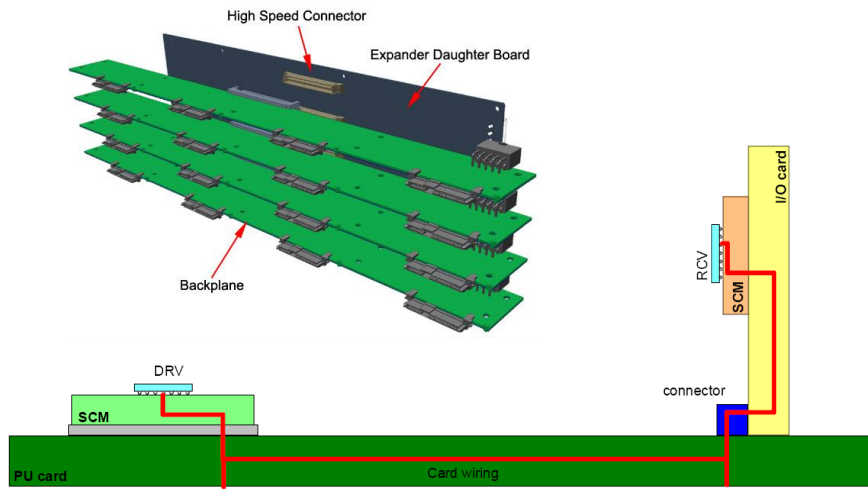 High Speed Connector
Expander Daughter Board
Backplane
I/O card
RCV
SCM
DRV
connector
SCM
Card wiring
PU card